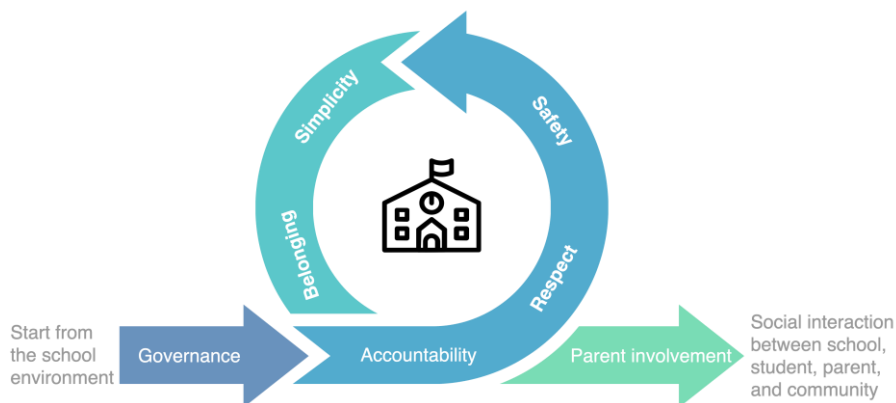 Simplicity
Safety
Belonging
Respect
Start from
the school
environment
Governance
Accountability
Parent involvement
Social interaction
between school,
student, parent,
and community